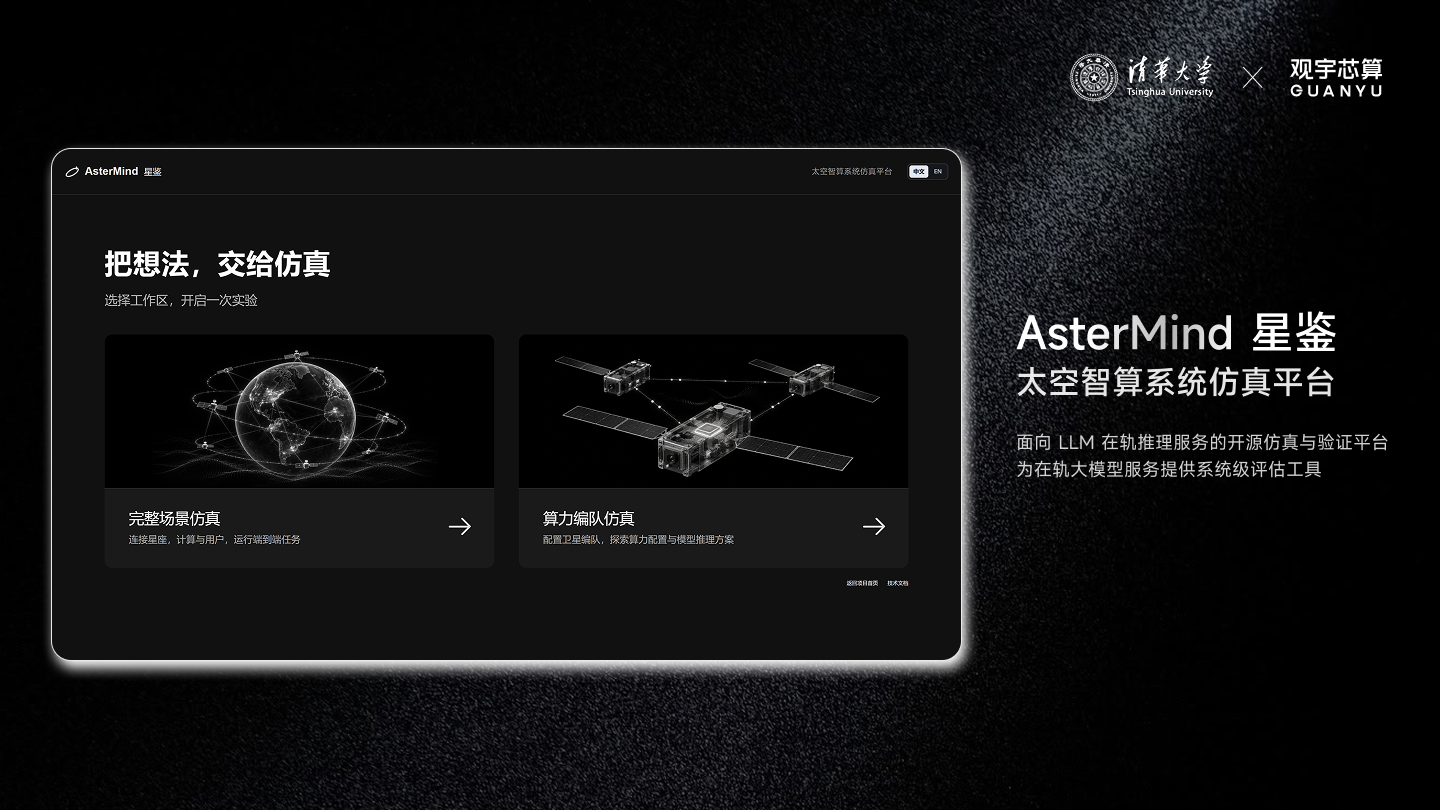 清华大学
Tsinghua University
观宇芯算
GUANYU
AsterMind 星鉴
太空智算系统仿真平台
中文 EN
把想法，交给仿真
选择工作区，开启一次实验
完整场景仿真
连接星座，计算与用户，运行端到端任务
算力编队仿真
配置卫星编队，探索算力配置与模型推理方案
返回项目首页 技术文档
AsterMind 星鉴
太空智算系统仿真平台
面向 LLM 在轨推理服务的开源仿真与验证平台
为在轨大模型服务提供系统级评估工具